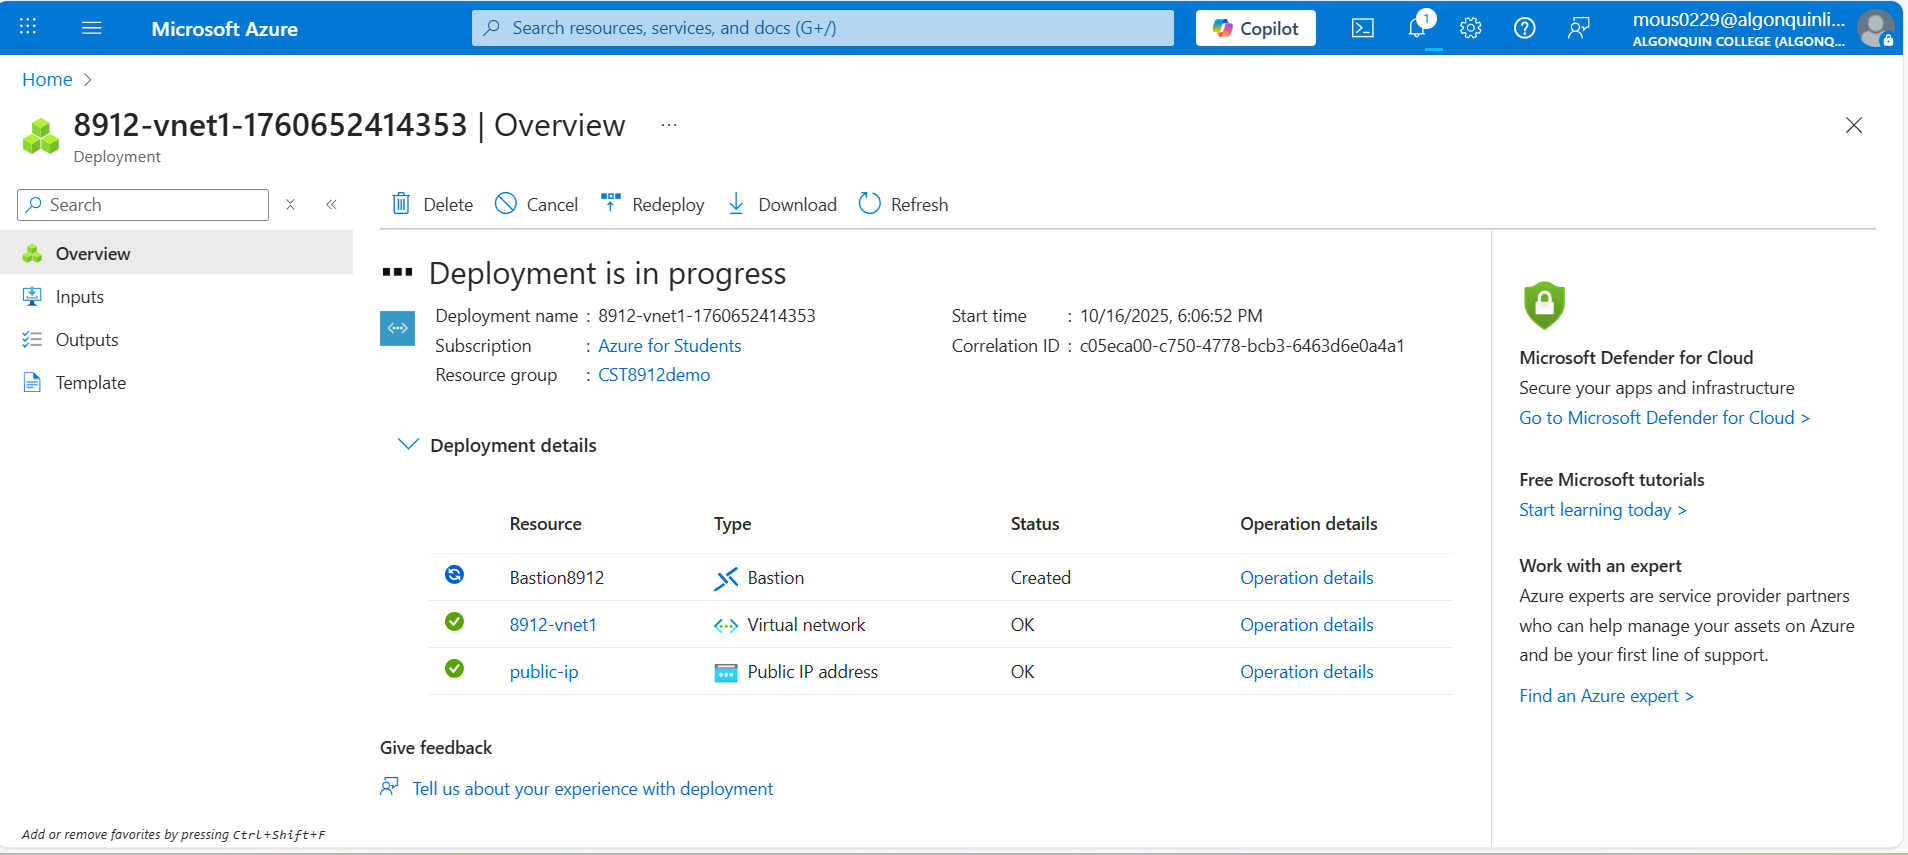 Microsoft Azure
Search resources, services, and docs (G+/)
Copilot
1
mous0229@algonquinli...
ALGONQUIN COLLEGE (ALGONQ...
Home
8912-vnet1-1760652414353 | Overview
...
Deployment
Search
Delete
Cancel
Redeploy
Download
Refresh
Overview
Inputs
Outputs
Template
Deployment is in progress
Deployment name : 8912-vnet1-1760652414353
Subscription : Azure for Students
Resource group : CST8912demo
Start time : 10/16/2025, 6:06:52 PM
Correlation ID : c05eca00-c750-4778-bcb3-6463d6e0a4a1
Deployment details
Resource Type Status Operation details
Bastion8912 Bastion Created Operation details
8912-vnet1 Virtual network OK Operation details
public-ip Public IP address OK Operation details
Give feedback
Tell us about your experience with deployment
Microsoft Defender for Cloud
Secure your apps and infrastructure
Go to Microsoft Defender for Cloud >
Free Microsoft tutorials
Start learning today >
Work with an expert
Azure experts are service provider partners
who can help manage your assets on Azure
and be your first line of support.
Find an Azure expert >
Add or remove favorites by pressing Ctrl+Shift+F